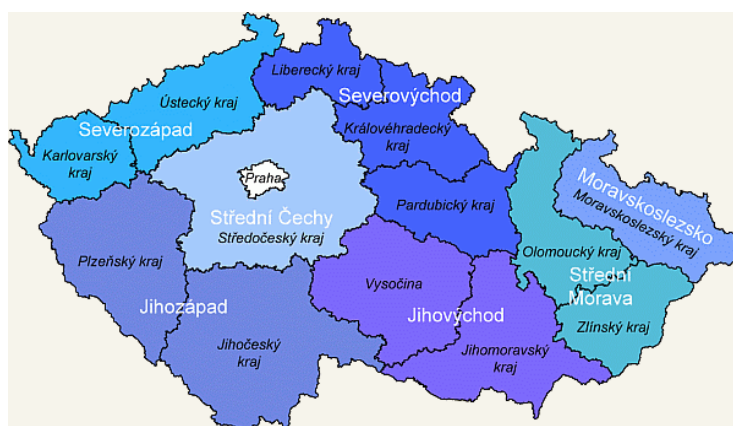 Liberecký kraj
Ústecký kraj
Severovýchod
Severozápad
Královéhradecký
kraj
Karlovarský
kraj
Praha
Moravskoslezsko
Moravskoslezský kraj
Střední Čechy
Středočeský kraj
Pardubický kraj
Plzeňský kraj
Olomoucký kraj
Vysočina
Střední
Morava
Jihozápad
Jihovýchod
Zlínský kraj
Jihočeský
kraj
Jihomoravský
kraj